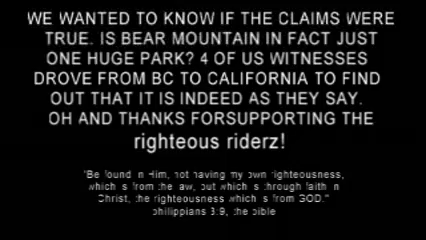 WE WANTED TO KNOW IF THE CLAIMS WERE
TRUE. IS BEAR MOUNTAIN IN FACT JUST
ONE HUGE PARK? 4 OF US WITNESSES
DROVE FROM BC TO CALIFORNIA TO FIND
OUT THAT IT IS INDEED AS THEY SAY.
OH AND THANKS FORSUPPORTING THE
righteous riderz!
"Be found in Him, not having my own righteousness,
which is from the law, but which is through faith in
Christ, the righteousness which is from GOD."
philippians 3:9, the bible